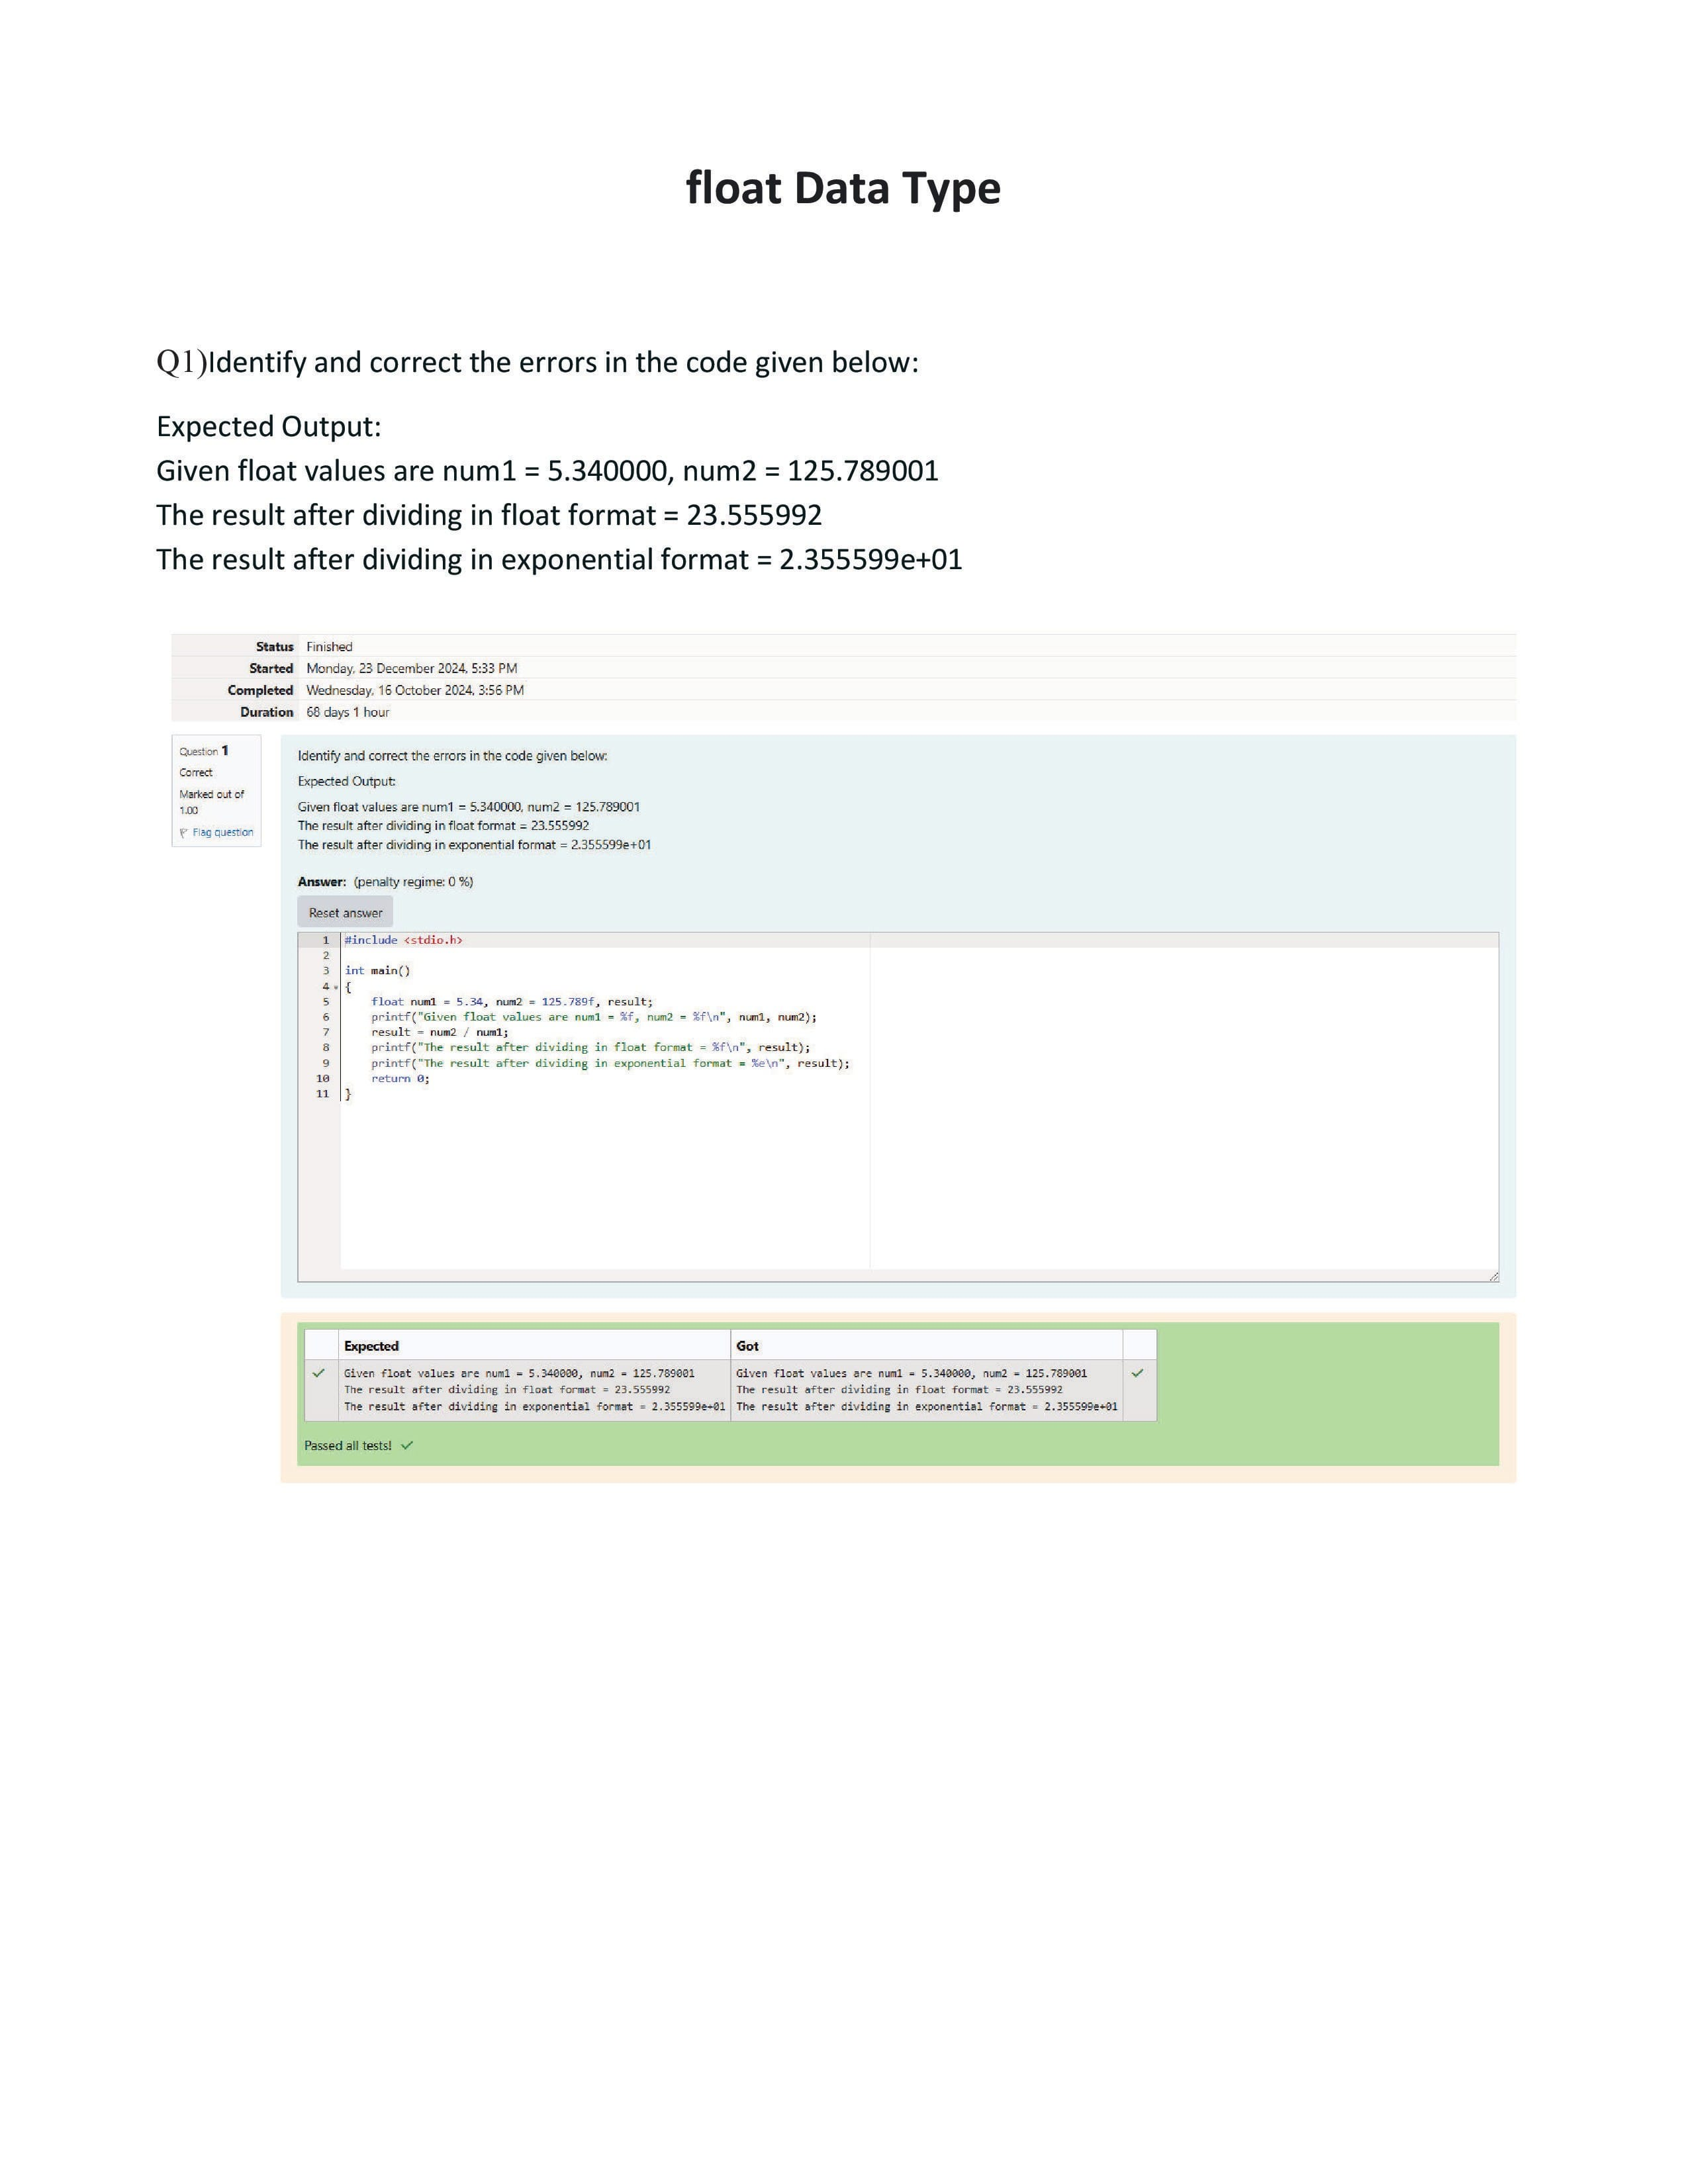 float Data Type
Q1)Identify and correct the errors in the code given below:
Expected Output:
Given float values are num1 = 5.340000, num2 = 125.789001
The result after dividing in float format = 23.555992
The result after dividing in exponential format = 2.355599e+01
Status Finished
Started Monday, 23 December 2024, 5:33 PM
Completed Wednesday, 16 October 2024, 3:56 PM
Duration 68 days 1 hour
Question 1
Correct
Marked out of
1.00
Flag question
Identify and correct the errors in the code given below:
Expected Output:
Given float values are num1 = 5.340000, num2 = 125.789001
The result after dividing in float format = 23.555992
The result after dividing in exponential format = 2.355599e+01
Answer: (penalty regime: 0 %)
Reset answer
1 #include <stdio.h>
2
3 int main()
4 {
5 float num1 = 5.34, num2 = 125.789f, result;
6 printf("Given float values are num1 = %f, num2 = %f\n", num1, num2);
7 result = num2 / num1;
8 printf("The result after dividing in float format = %f\n", result);
9 printf("The result after dividing in exponential format = %e\n", result);
10 return 0;
11 }
Expected Got
Given float values are num1 = 5.340000, num2 = 125.789001 Given float values are num1 = 5.340000, num2 = 125.789001
The result after dividing in float format = 23.555992 The result after dividing in float format = 23.555992
The result after dividing in exponential format = 2.355599e+01 The result after dividing in exponential format = 2.355599e+01
Passed all tests!